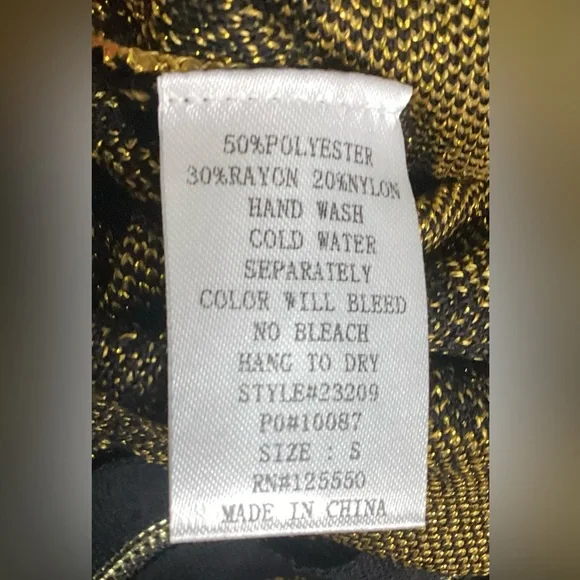 50%POLYESTER
30%RAYON 20%NYLON
HAND WASH
COLD WATER
SEPARATELY
COLOR WILL BLEED
NO BLEACH
HANG TO DRY
STYLE#23209
PO#10087
SIZE : S
RN#125550
MADE IN CHINA